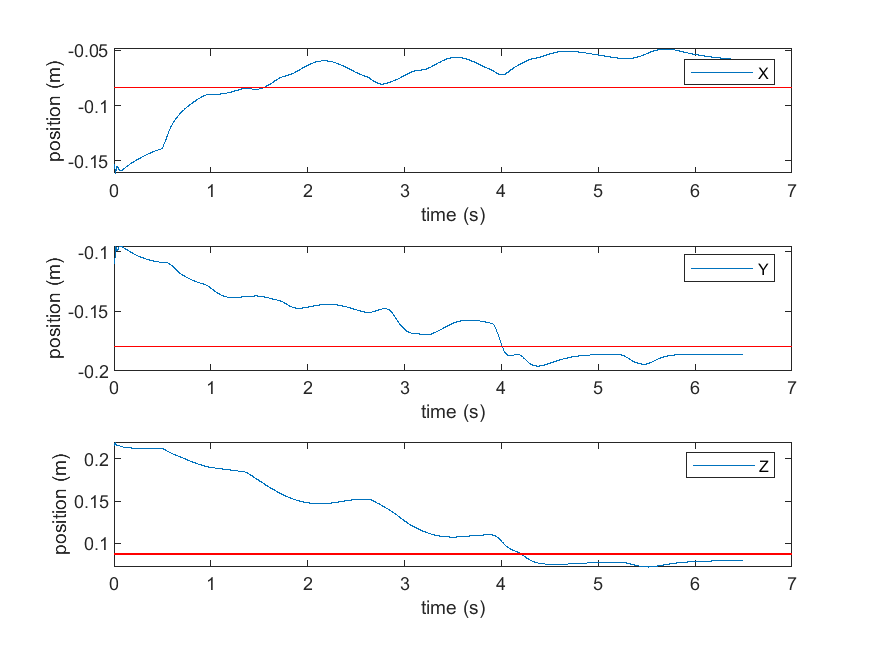 -0.05
-0.1
-0.15
position (m)
X
0 1 2 3 4 5 6 7
time (s)
-0.1
-0.15
-0.2
position (m)
Y
0 1 2 3 4 5 6 7
time (s)
0.2
0.15
0.1
position (m)
Z
0 1 2 3 4 5 6 7
time (s)